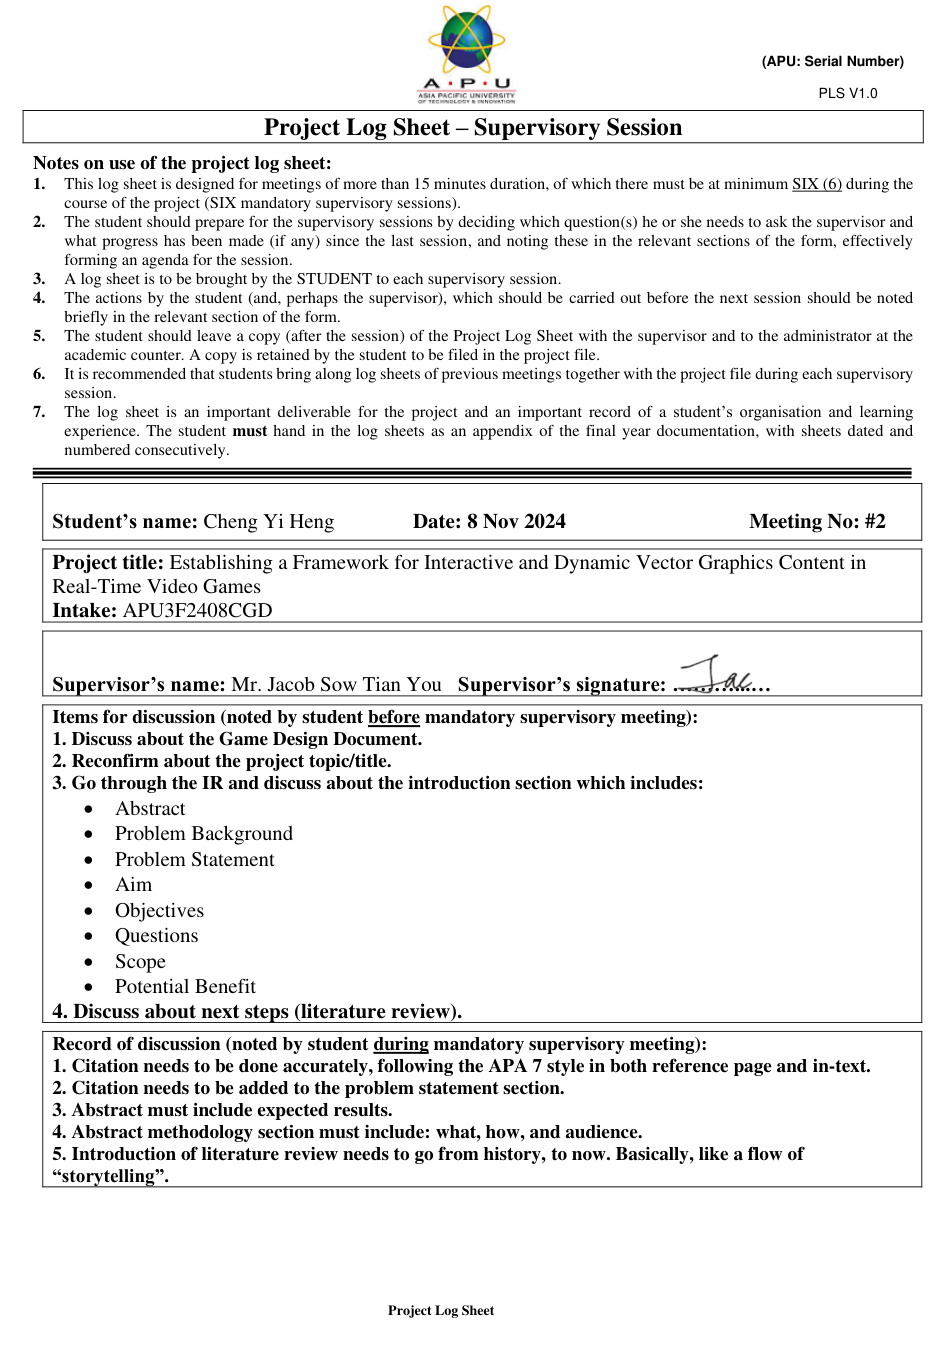 A · P · U
ASIA PACIFIC UNIVERSITY
OF TECHNOLOGY & INNOVATION
(APU: Serial Number)
PLS V1.0
Project Log Sheet – Supervisory Session
Notes on use of the project log sheet:
1. This log sheet is designed for meetings of more than 15 minutes duration, of which there must be at minimum SIX (6) during the
course of the project (SIX mandatory supervisory sessions).
2. The student should prepare for the supervisory sessions by deciding which question(s) he or she needs to ask the supervisor and
what progress has been made (if any) since the last session, and noting these in the relevant sections of the form, effectively
forming an agenda for the session.
3. A log sheet is to be brought by the STUDENT to each supervisory session.
4. The actions by the student (and, perhaps the supervisor), which should be carried out before the next session should be noted
briefly in the relevant section of the form.
5. The student should leave a copy (after the session) of the Project Log Sheet with the supervisor and to the administrator at the
academic counter. A copy is retained by the student to be filed in the project file.
6. It is recommended that students bring along log sheets of previous meetings together with the project file during each supervisory
session.
7. The log sheet is an important deliverable for the project and an important record of a student’s organisation and learning
experience. The student must hand in the log sheets as an appendix of the final year documentation, with sheets dated and
numbered consecutively.
Student’s name: Cheng Yi Heng Date: 8 Nov 2024 Meeting No: #2
Project title: Establishing a Framework for Interactive and Dynamic Vector Graphics Content in
Real-Time Video Games
Intake: APU3F2408CGD
Supervisor’s name: Mr. Jacob Sow Tian You Supervisor’s signature: Jac
Items for discussion (noted by student before mandatory supervisory meeting):
1. Discuss about the Game Design Document.
2. Reconfirm about the project topic/title.
3. Go through the IR and discuss about the introduction section which includes:
• Abstract
• Problem Background
• Problem Statement
• Aim
• Objectives
• Questions
• Scope
• Potential Benefit
4. Discuss about next steps (literature review).
Record of discussion (noted by student during mandatory supervisory meeting):
1. Citation needs to be done accurately, following the APA 7 style in both reference page and in-text.
2. Citation needs to be added to the problem statement section.
3. Abstract must include expected results.
4. Abstract methodology section must include: what, how, and audience.
5. Introduction of literature review needs to go from history, to now. Basically, like a flow of
“storytelling”.
Project Log Sheet